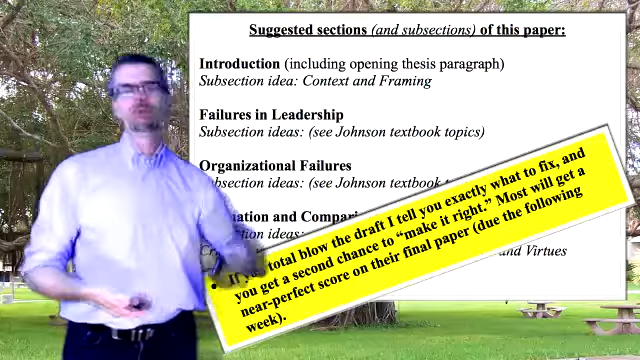 Suggested sections (and subsections) of this paper:
Introduction (including opening thesis paragraph)
Subsection idea: Context and Framing
Failures in Leadership
Subsection ideas: (see Johnson textbook topics)
Organizational Failures
Subsection ideas: (see Johnson
and Compari
ideas:
and Virtues
• If you total blow the draft I tell you exactly what to fix, and
you get a second chance to “make it right.” Most will get a
near-perfect score on their final paper (due the following
week).